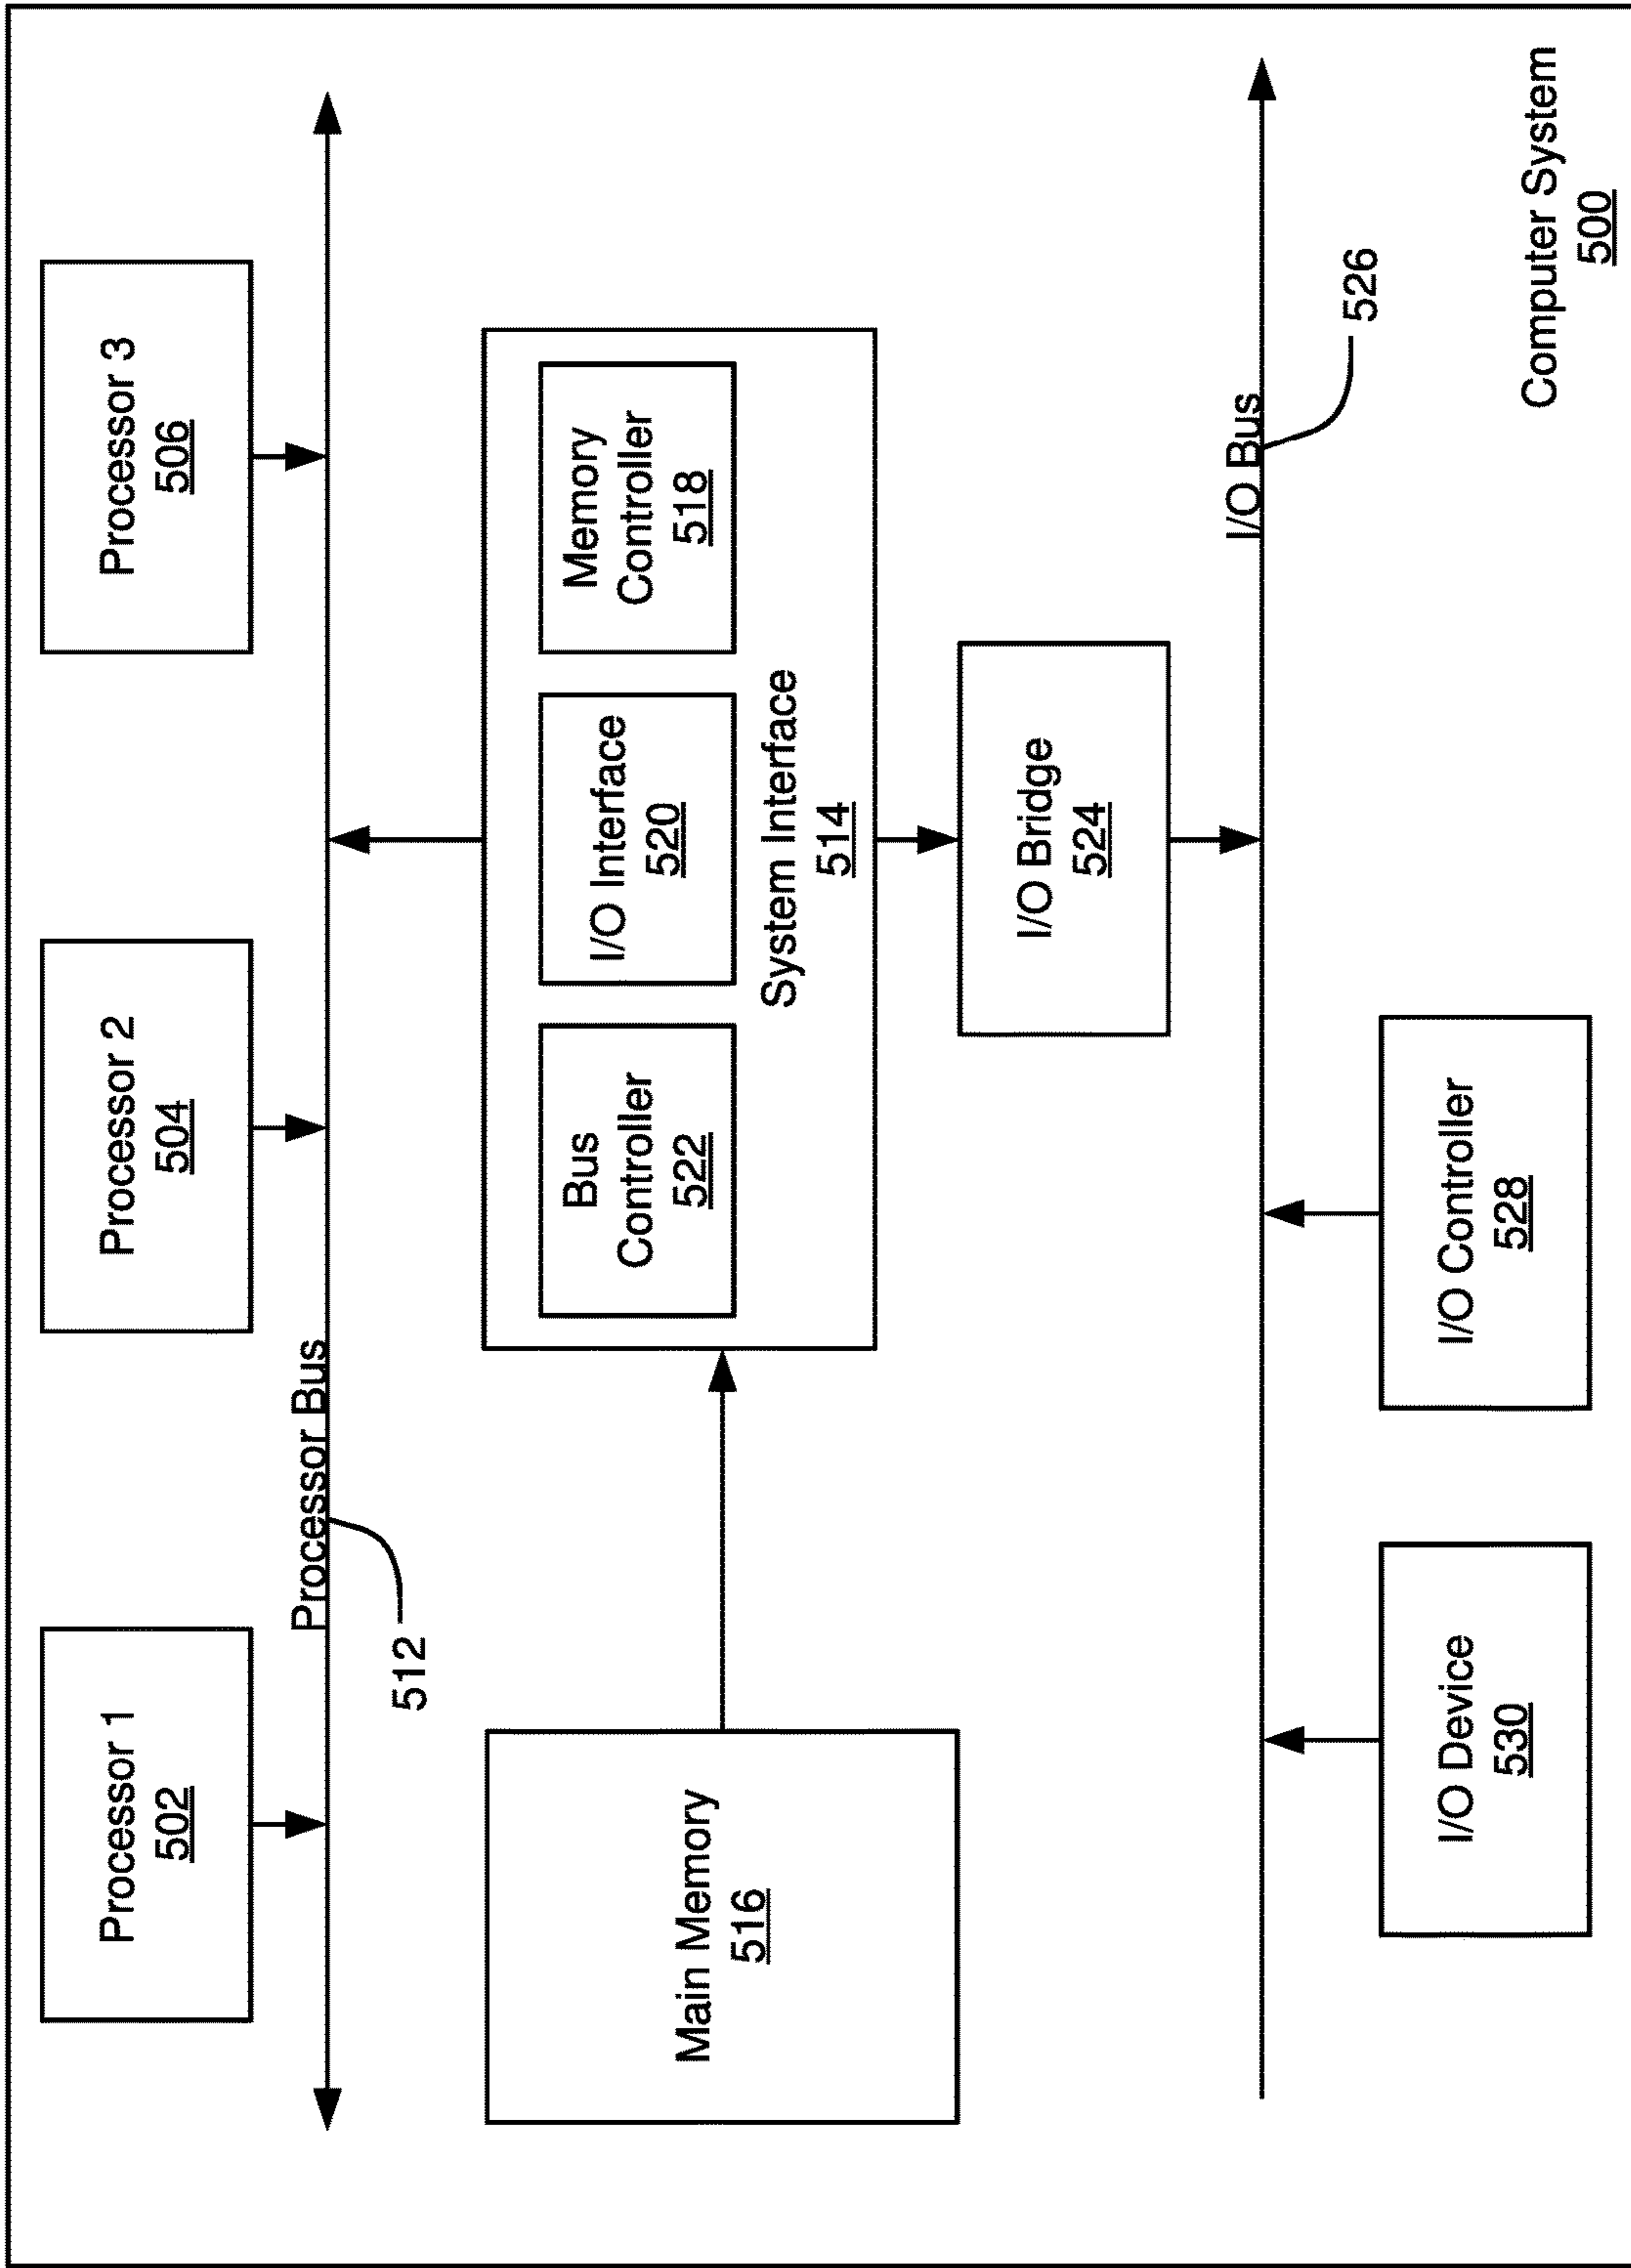 Processor 1
502
Processor 2
504
Processor 3
506
Processor Bus
512
Main Memory
516
Bus
Controller
522
I/O Interface
520
Memory
Controller
518
System Interface
514
I/O Bridge
524
I/O Bus
526
I/O Device
530
I/O Controller
528
Computer System
500